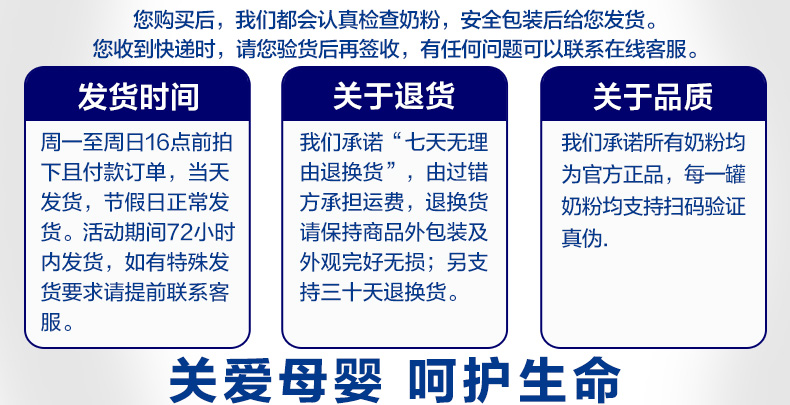 您购买后，我们都会认真检查奶粉，安全包装后给您发货。
您收到快递时，请您验货后再签收，有任何问题可以联系在线客服。
发货时间
周一至周日16点前拍
下且付款订单，当天
发货，节假日正常发
货。活动期间72小时
内发货，如有特殊发
货要求请提前联系客
服。
关于退货
我们承诺“七天无理
由退换货”，由过错
方承担运费，退换货
请保持商品外包装及
外观完好无损；另支
持三十天退换货。
关于品质
我们承诺所有奶粉均
为官方正品，每一罐
奶粉均支持扫码验证
真伪.
关爱母婴 呵护生命